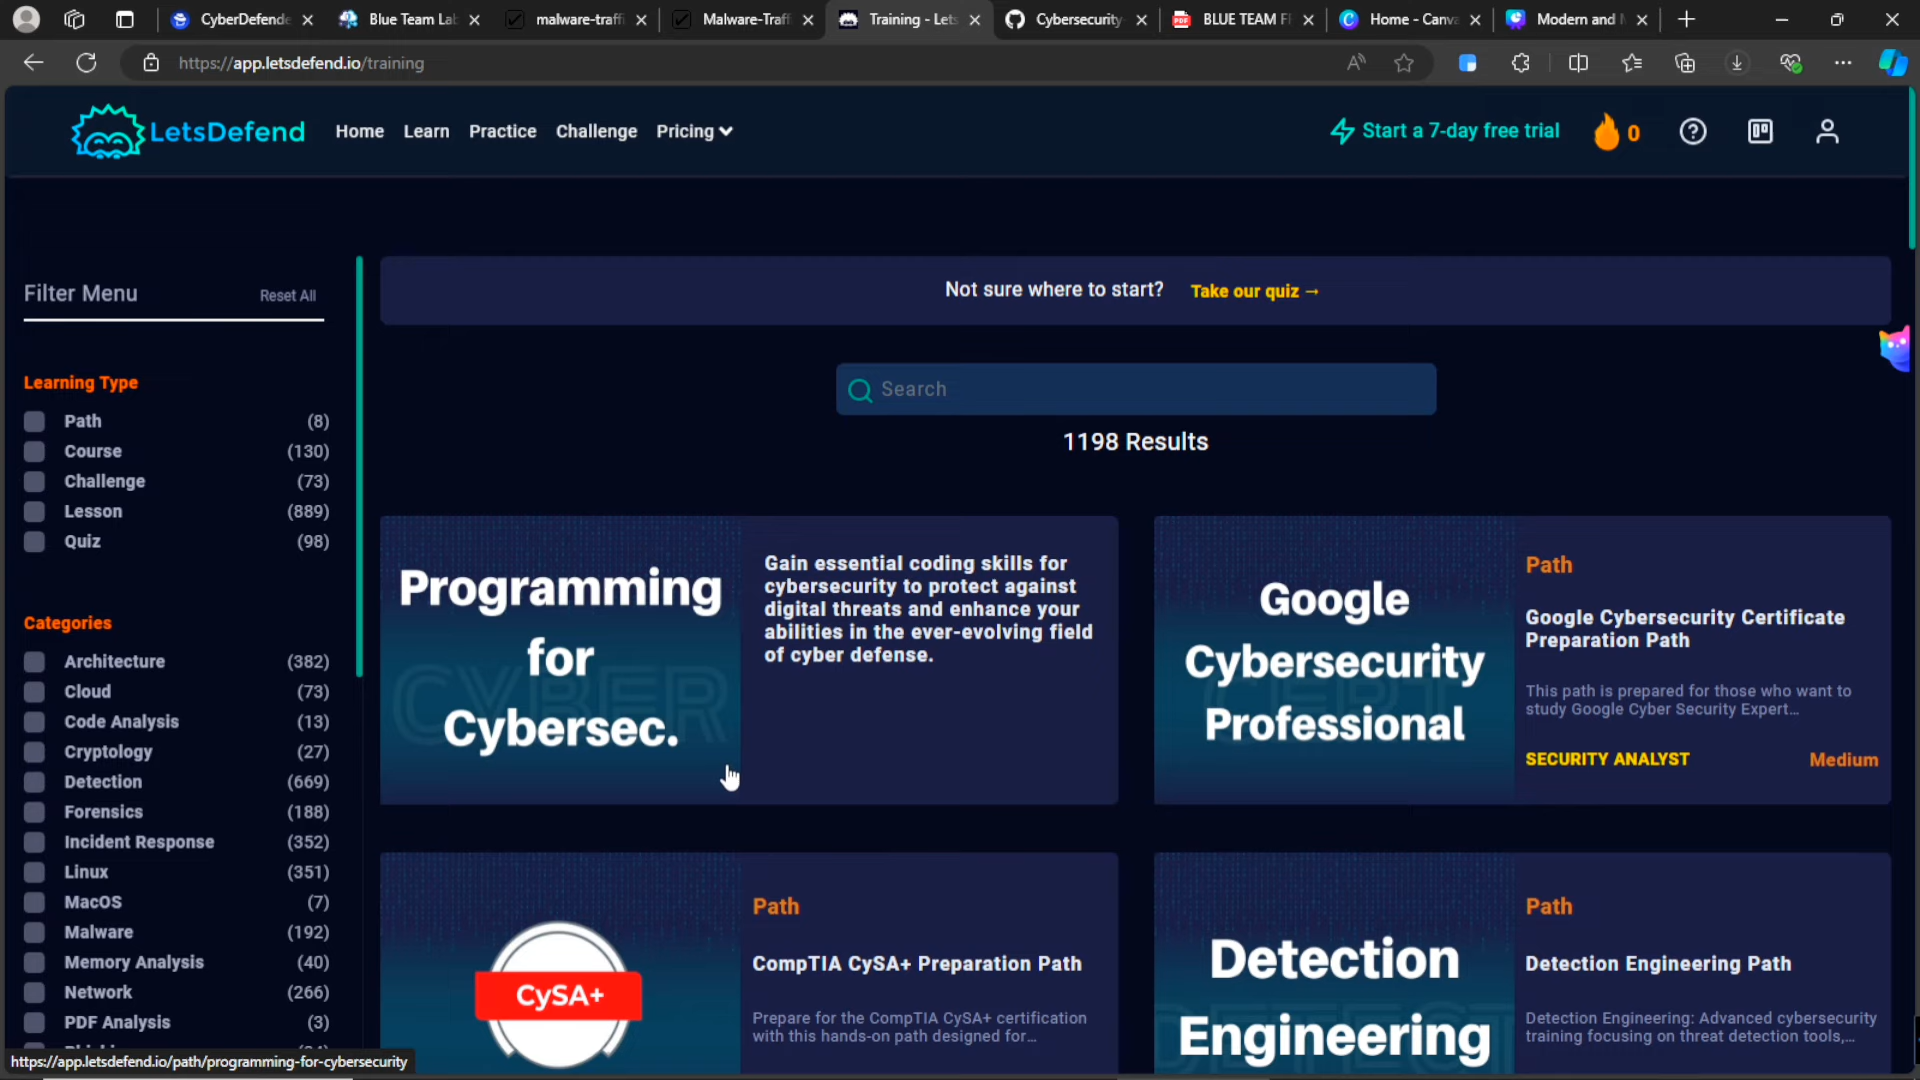 CyberDefende
Blue Team Lab
malware-traffi
Malware-Traff
Training - Lets
Cybersecurity
BLUE TEAM F
Home - Canva
Modern and
https://app.letsdefend.io/training
LetsDefend
Home
Learn
Practice
Challenge
Pricing
Start a 7-day free trial
0
Filter Menu
Reset All
Learning Type
Path (8)
Course (130)
Challenge (73)
Lesson (889)
Quiz (98)
Categories
Architecture (382)
Cloud (73)
Code Analysis (13)
Cryptology (27)
Detection (669)
Forensics (188)
Incident Response (352)
Linux (351)
MacOS (7)
Malware (192)
Memory Analysis (40)
Network (266)
PDF Analysis (3)
Not sure where to start? Take our quiz →
Search
1198 Results
Programming
for
Cybersec.
Gain essential coding skills for
cybersecurity to protect against
digital threats and enhance your
abilities in the ever-evolving field
of cyber defense.
Google
Cybersecurity
Professional
Path
Google Cybersecurity Certificate
Preparation Path
This path is prepared for those who want to
study Google Cyber Security Expert...
SECURITY ANALYST
Medium
CySA+
Path
CompTIA CySA+ Preparation Path
Prepare for the CompTIA CySA+ certification
with this hands-on path designed for...
Detection
Engineering
Path
Detection Engineering Path
Detection Engineering: Advanced cybersecurity
training focusing on threat detection tools,...
https://app.letsdefend.io/path/programming-for-cybersecurity